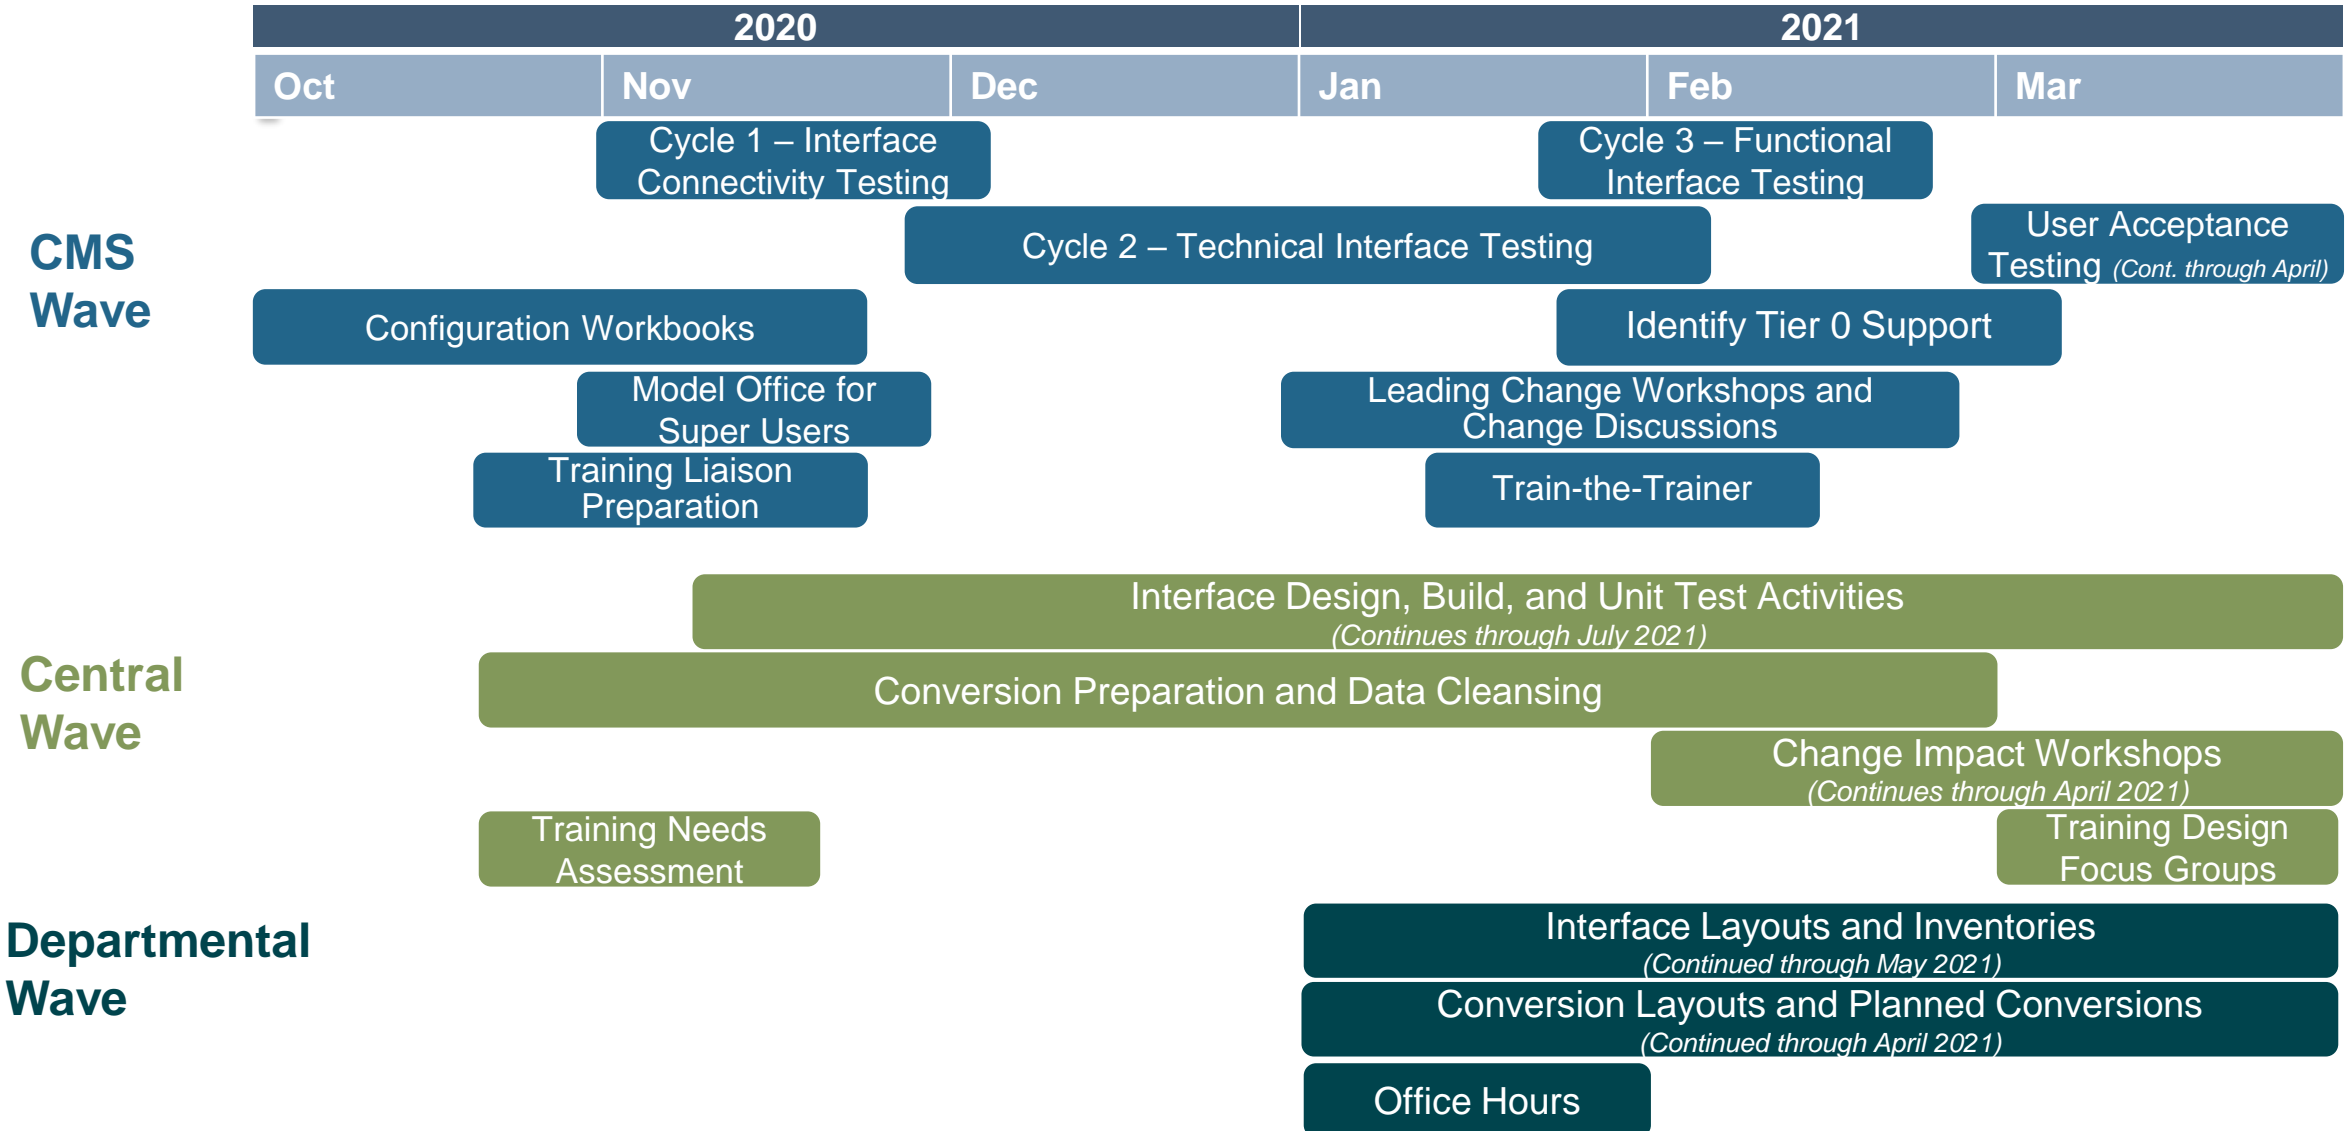 2020
2021
Oct
Nov
Dec
Jan
Feb
Mar
CMS
Wave
Cycle 1 – Interface
Connectivity Testing
Cycle 3 – Functional
Interface Testing
Cycle 2 – Technical Interface Testing
User Acceptance
Testing (Cont. through April)
Configuration Workbooks
Identify Tier 0 Support
Model Office for
Super Users
Leading Change Workshops and
Change Discussions
Training Liaison
Preparation
Train-the-Trainer
Central
Wave
Interface Design, Build, and Unit Test Activities
(Continues through July 2021)
Conversion Preparation and Data Cleansing
Change Impact Workshops
(Continues through April 2021)
Training Needs
Assessment
Training Design
Focus Groups
Departmental
Wave
Interface Layouts and Inventories
(Continued through May 2021)
Conversion Layouts and Planned Conversions
(Continued through April 2021)
Office Hours